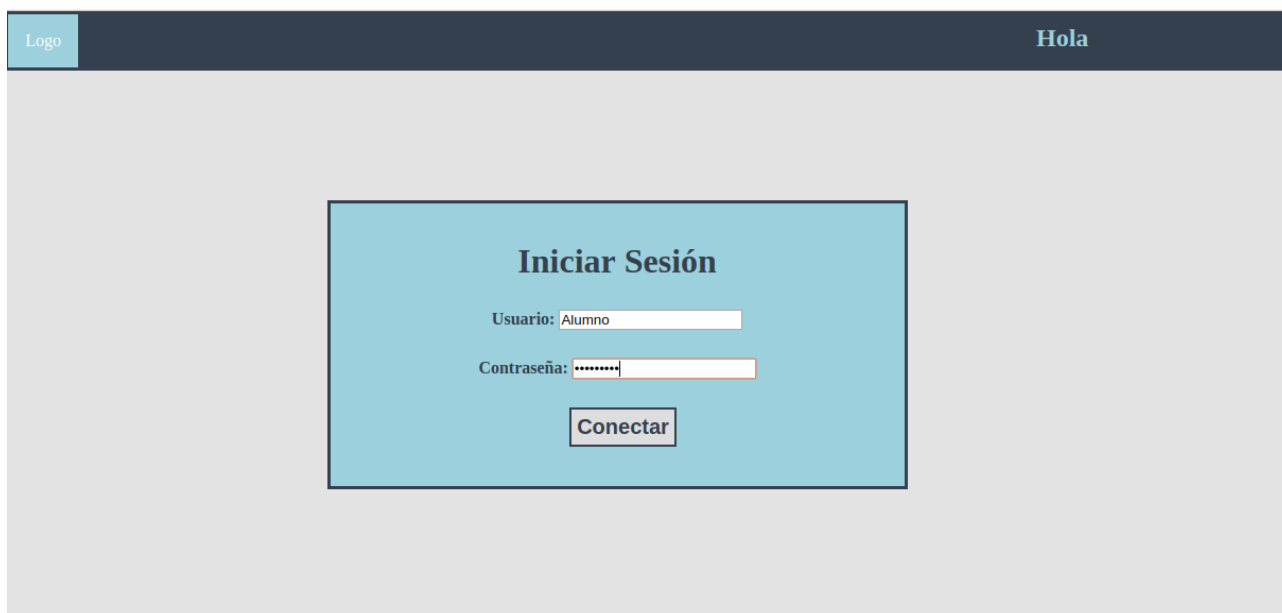 Logo
Hola
Iniciar Sesión
Usuario: Alumno
Contraseña: •••••••••
Conectar